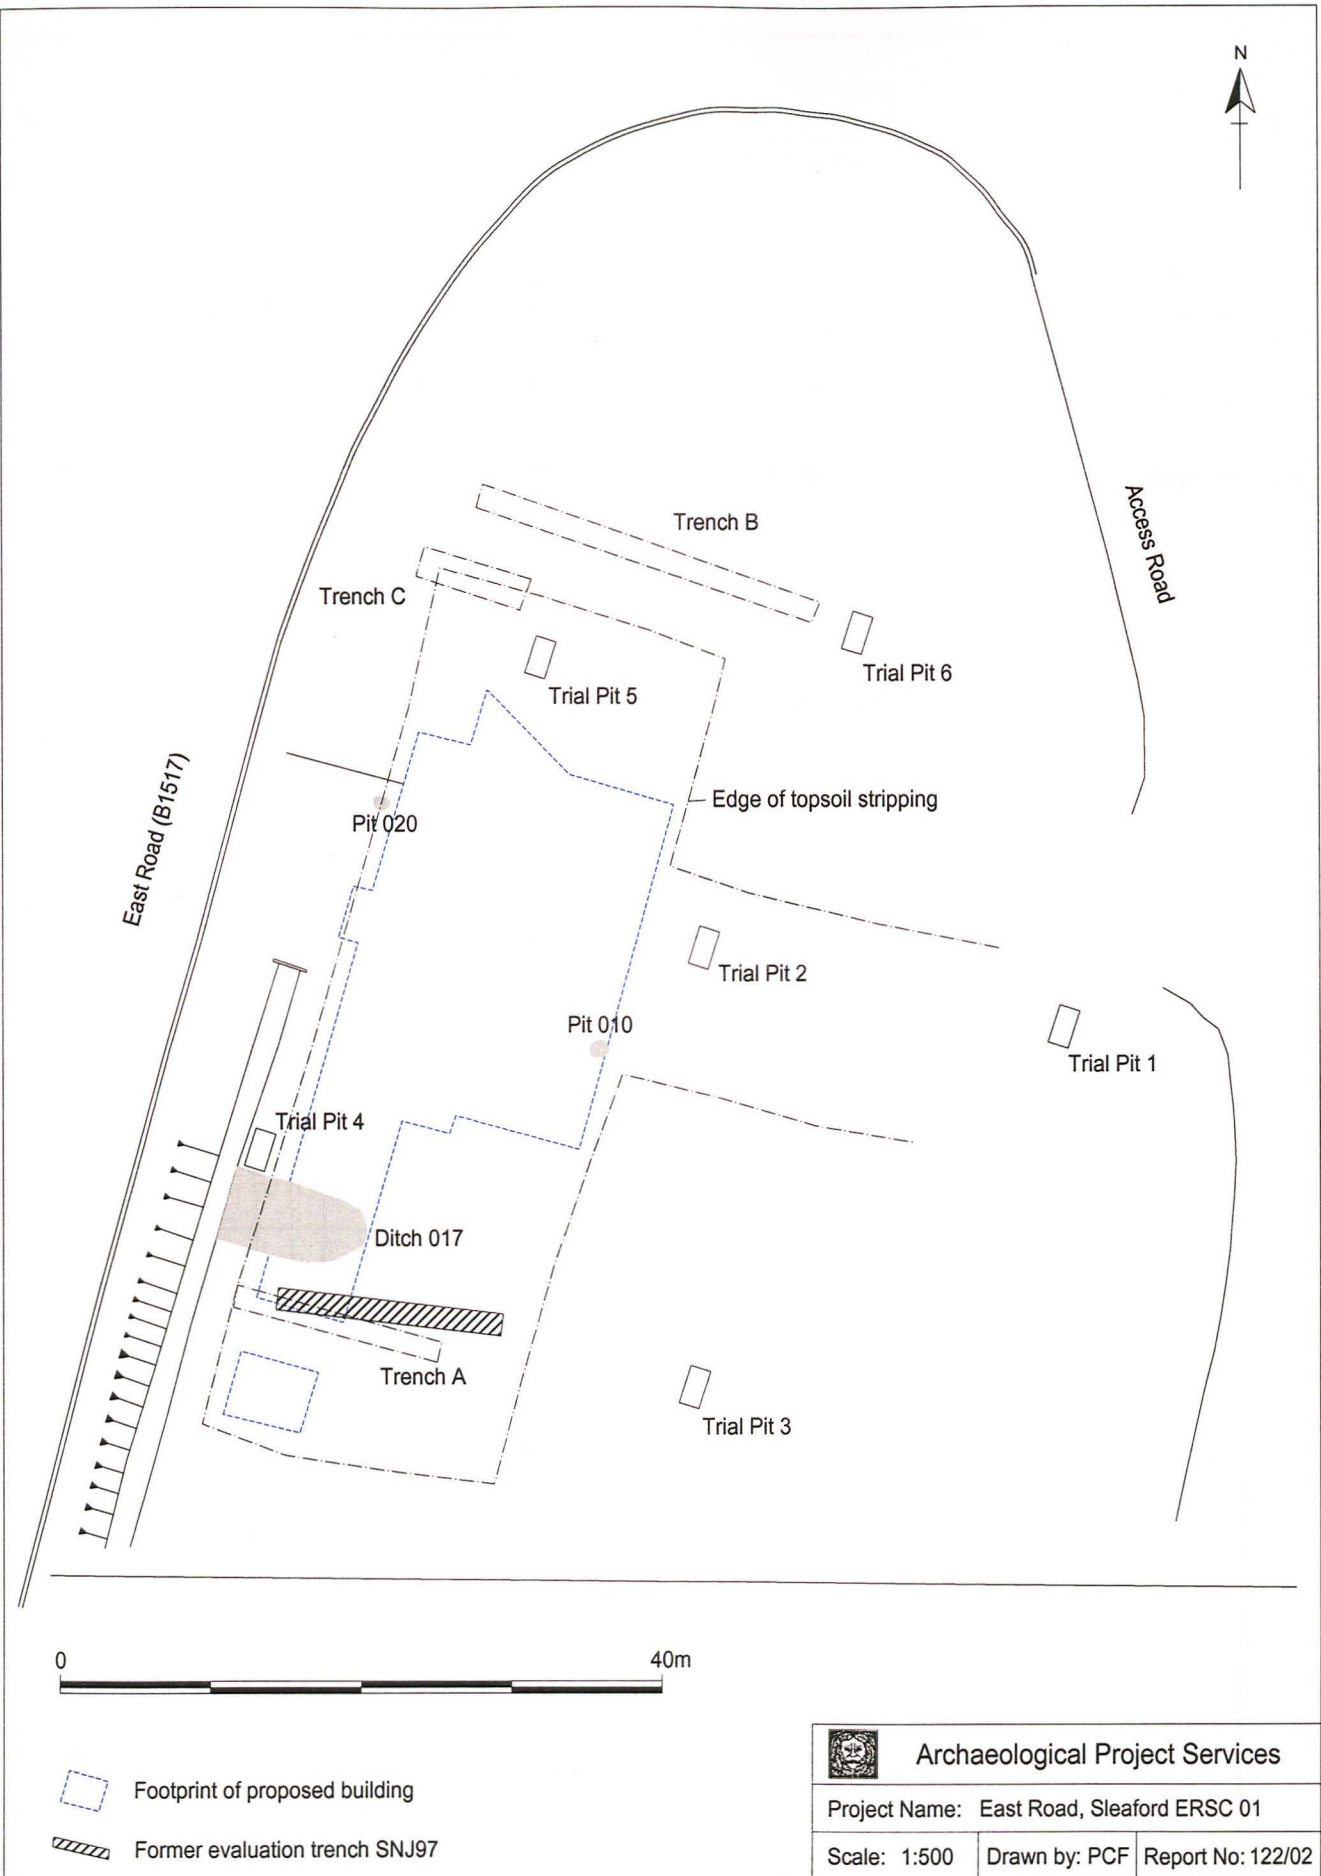 N
Trench B
Access Road
Trench C
Trial Pit 6
Trial Pit 5
East Road (B1517)
Edge of topsoil stripping
Pit 020
Trial Pit 2
Pit 010
Trial Pit 1
Trial Pit 4
Ditch 017
Trench A
Trial Pit 3
0 40m
Footprint of proposed building
Former evaluation trench SNJ97
Archaeological Project Services
Project Name: East Road, Sleaford ERSC 01
Scale: 1:500 Drawn by: PCF Report No: 122/02